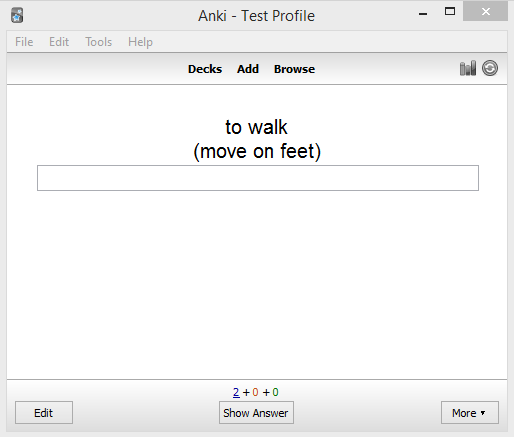 Anki - Test Profile
File Edit Tools Help
Decks Add Browse
to walk
(move on feet)
2 + 0 + 0
Edit Show Answer More